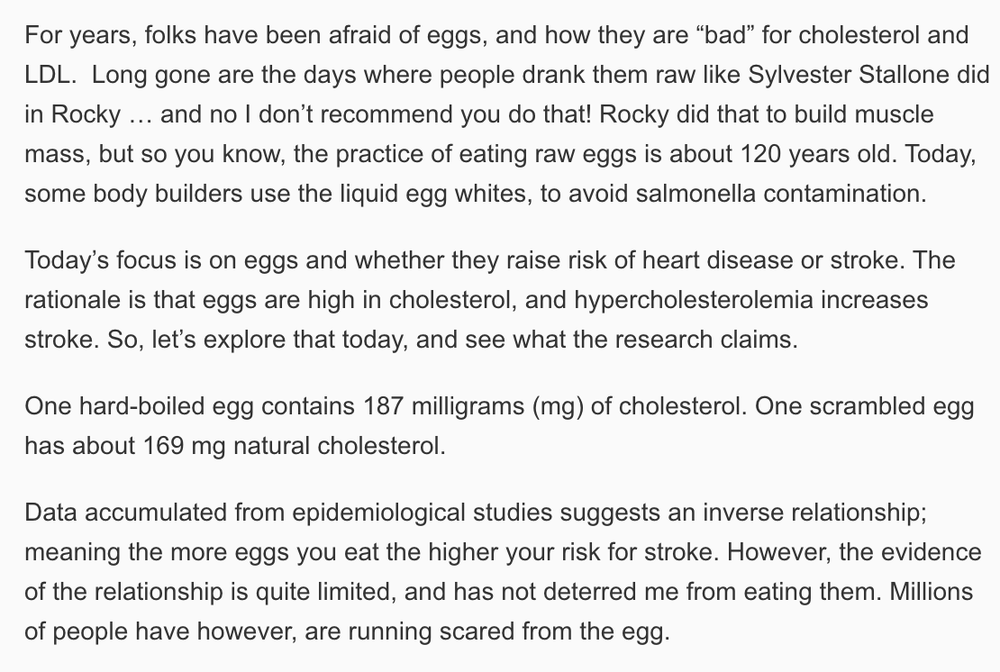 For years, folks have been afraid of eggs, and how they are “bad” for cholesterol and
LDL.  Long gone are the days where people drank them raw like Sylvester Stallone did
in Rocky … and no I don’t recommend you do that! Rocky did that to build muscle
mass, but so you know, the practice of eating raw eggs is about 120 years old. Today,
some body builders use the liquid egg whites, to avoid salmonella contamination.
Today’s focus is on eggs and whether they raise risk of heart disease or stroke. The
rationale is that eggs are high in cholesterol, and hypercholesterolemia increases
stroke. So, let’s explore that today, and see what the research claims.
One hard-boiled egg contains 187 milligrams (mg) of cholesterol. One scrambled egg
has about 169 mg natural cholesterol.
Data accumulated from epidemiological studies suggests an inverse relationship;
meaning the more eggs you eat the higher your risk for stroke. However, the evidence
of the relationship is quite limited, and has not deterred me from eating them. Millions
of people have however, are running scared from the egg.